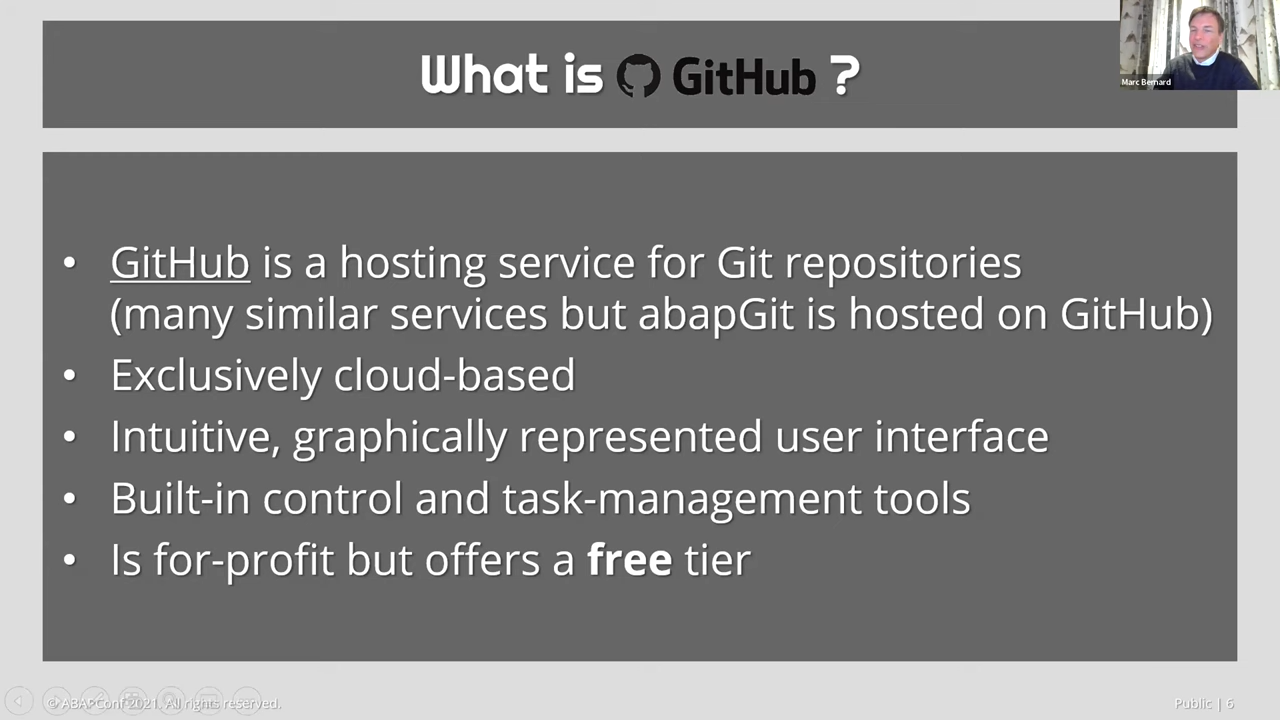 What is GitHub ?
Marc Bernard
• GitHub is a hosting service for Git repositories
(many similar services but abapGit is hosted on GitHub)
• Exclusively cloud-based
• Intuitive, graphically represented user interface
• Built-in control and task-management tools
• Is for-profit but offers a free tier
© ABAPConf 2021. All rights reserved.
Public | 6